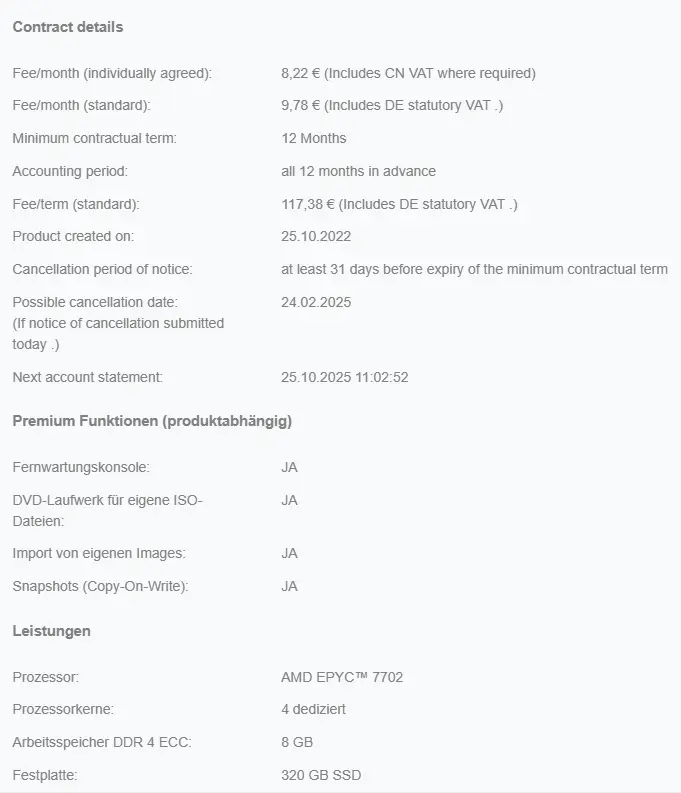 Contract details
Fee/month (individually agreed): 8,22 € (Includes CN VAT where required)
Fee/month (standard): 9,78 € (Includes DE statutory VAT .)
Minimum contractual term: 12 Months
Accounting period: all 12 months in advance
Fee/term (standard): 117,38 € (Includes DE statutory VAT .)
Product created on: 25.10.2022
Cancellation period of notice: at least 31 days before expiry of the minimum contractual term
Possible cancellation date: 24.02.2025
(If notice of cancellation submitted
today .)
Next account statement: 25.10.2025 11:02:52
Premium Funktionen (produktabhängig)
Fernwartungskonsole: JA
DVD-Laufwerk für eigene ISO- JA
Dateien:
Import von eigenen Images: JA
Snapshots (Copy-On-Write): JA
Leistungen
Prozessor: AMD EPYC™ 7702
Prozessorkerne: 4 dediziert
Arbeitsspeicher DDR 4 ECC: 8 GB
Festplatte: 320 GB SSD